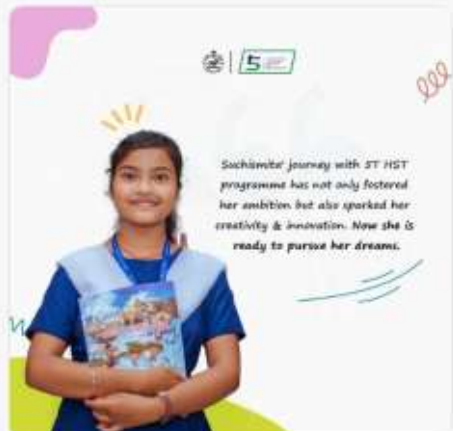 5
Suchismita' journey with 5T HST
programme has not only fostered
her ambition but also sparked her
creativity & innovation. Now she is
ready to pursue her dreams.